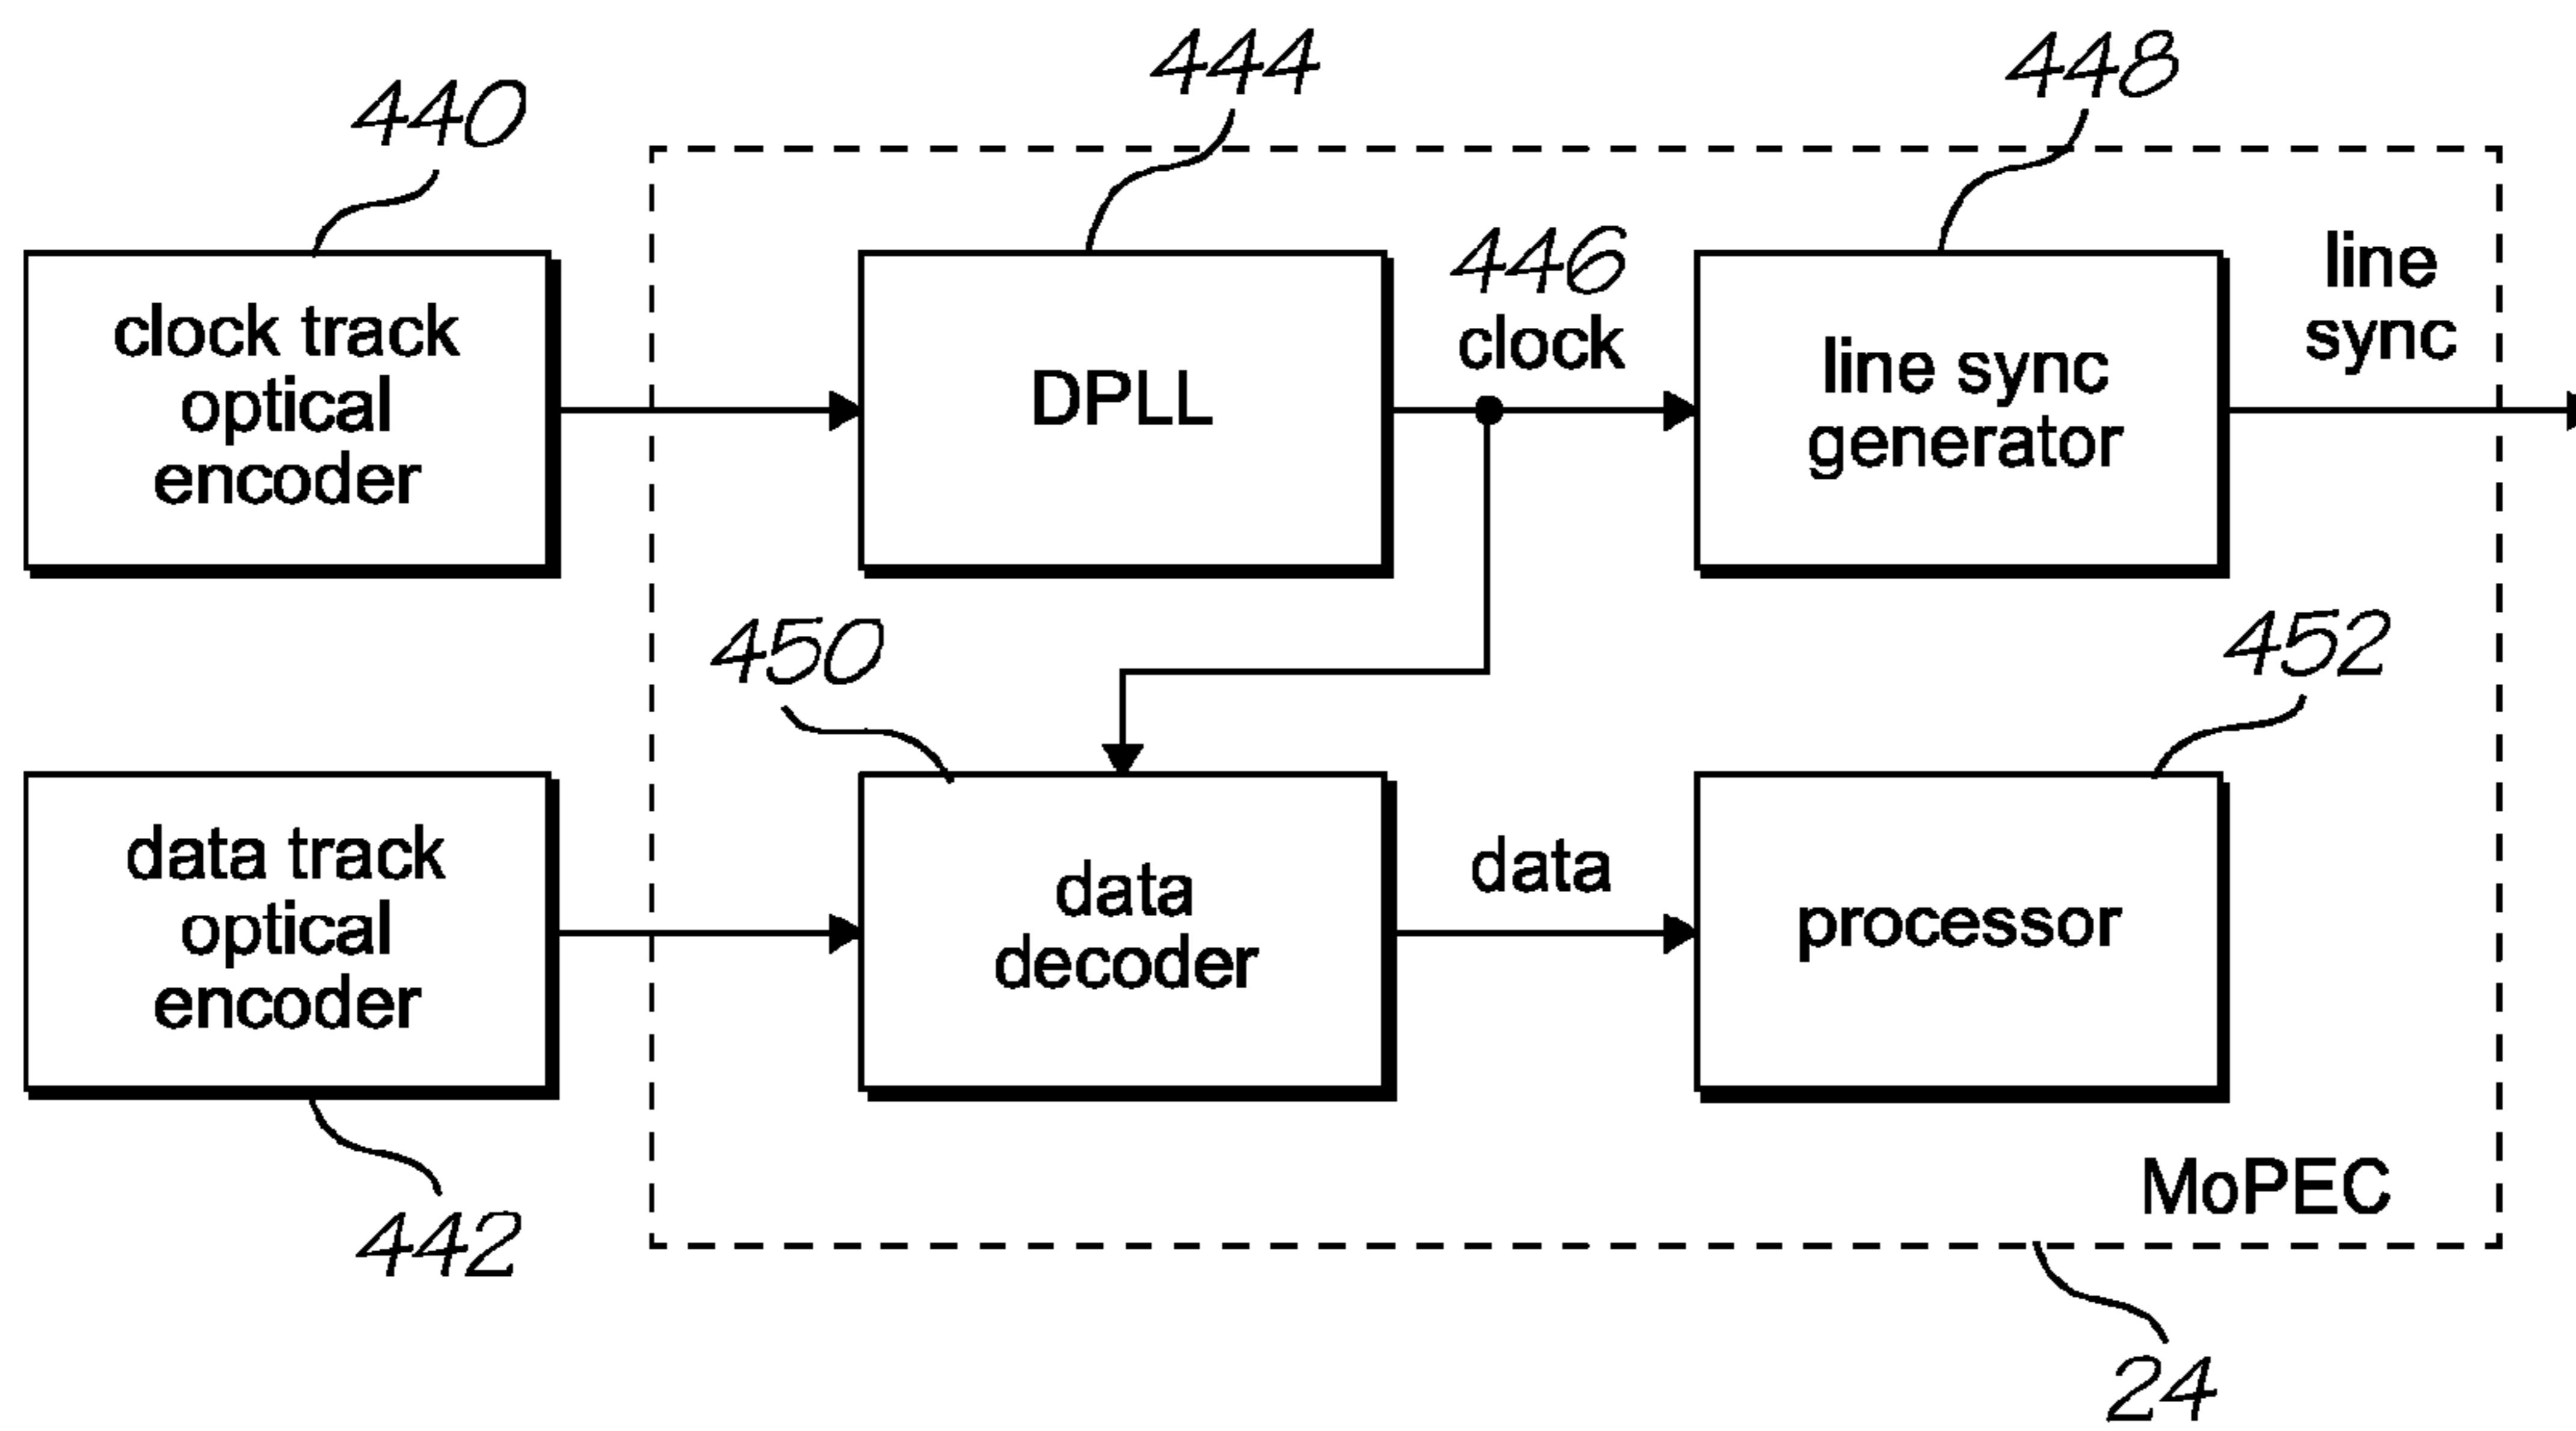 440
444
448
clock track
optical
encoder
DPLL
446
clock
line sync
generator
line
sync
450
452
data track
optical
encoder
data
decoder
data
processor
442
MoPEC
24